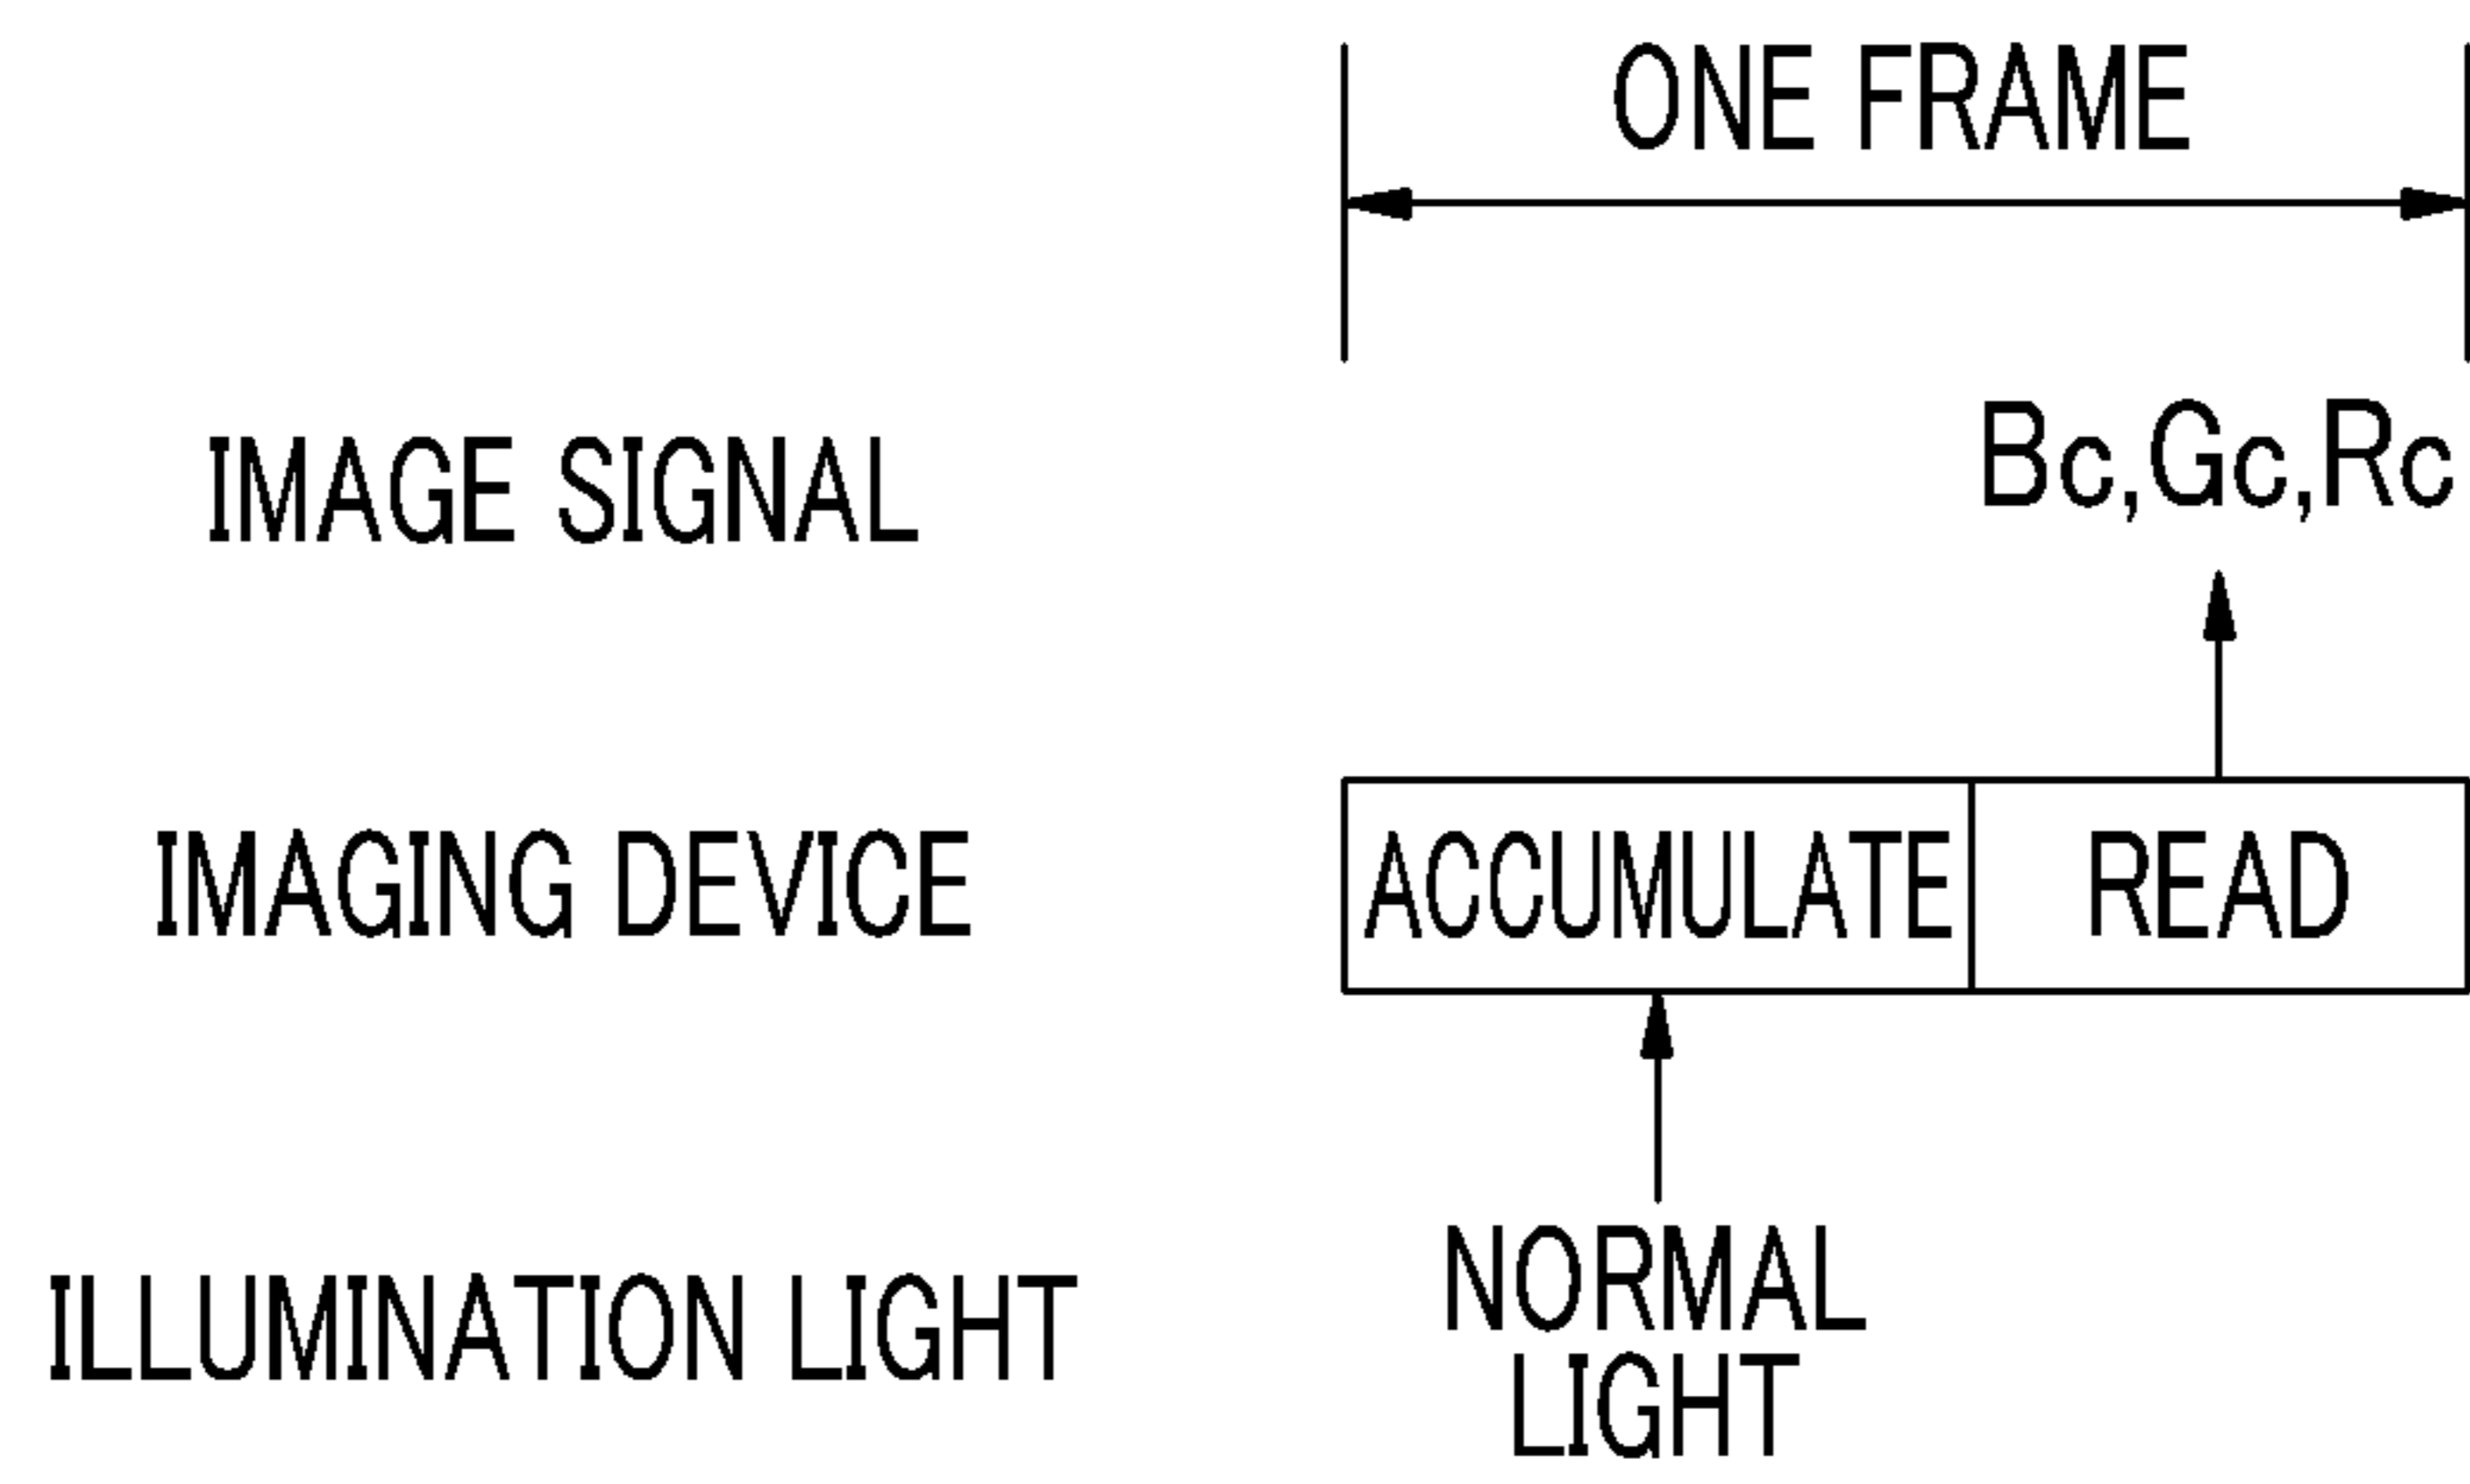 ONE FRAME
IMAGE SIGNAL
Bc,Gc,Rc
IMAGING DEVICE
ACCUMULATE
READ
ILLUMINATION LIGHT
NORMAL
LIGHT